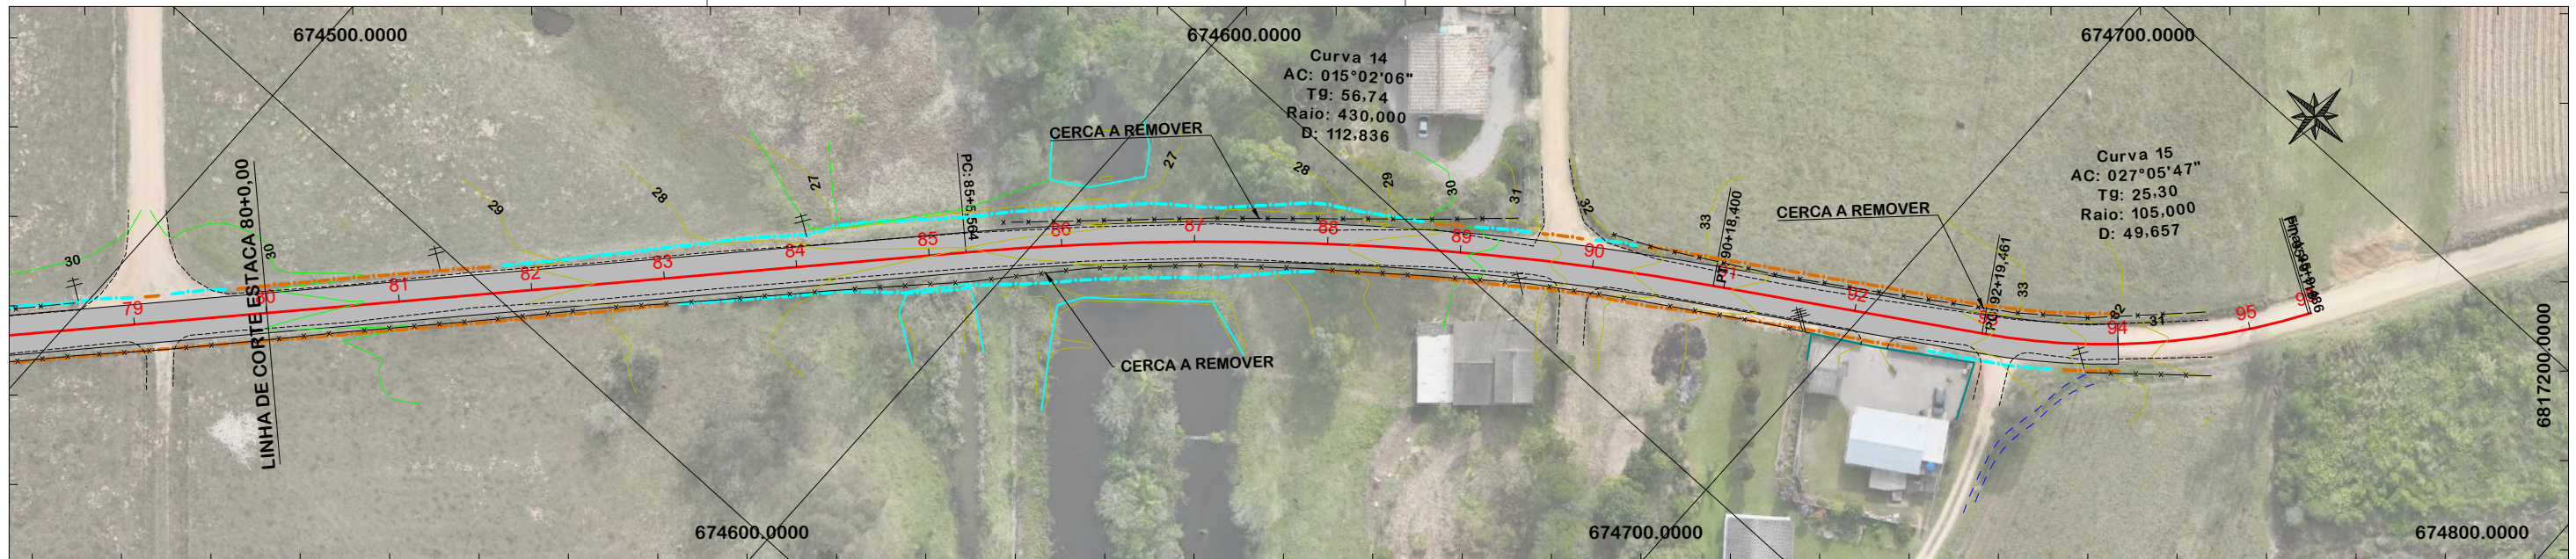 674500.0000
674600.0000
674700.0000
Curva 14
AC: 015°02'06"
Tg: 56,74
Raio: 430,000
D: 112,836
CERCA A REMOVER
Curva 15
AC: 027°05'47"
Tg: 25,30
Raio: 105,000
D: 49,657
CERCA A REMOVER
LINHA DE CORTE ESTACA 80+0,00
PC: 85+5,564
PT: 90+18,400
PC: 92+19,461
30
30
29
28
27
27
28
29
30
31
32
33
33
32
31
79
80
81
82
83
84
85
86
87
88
89
90
92
93
94
95
CERCA A REMOVER
6817200.0000
674600.0000
674700.0000
674800.0000